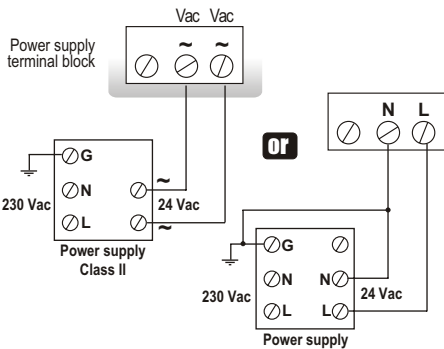 Vac Vac
Power supply
terminal block
~ ~
G
N
L
230 Vac
~
24 Vac
~
Power supply
Class II
or
N L
G
N N
L L
230 Vac
24 Vac
Power supply